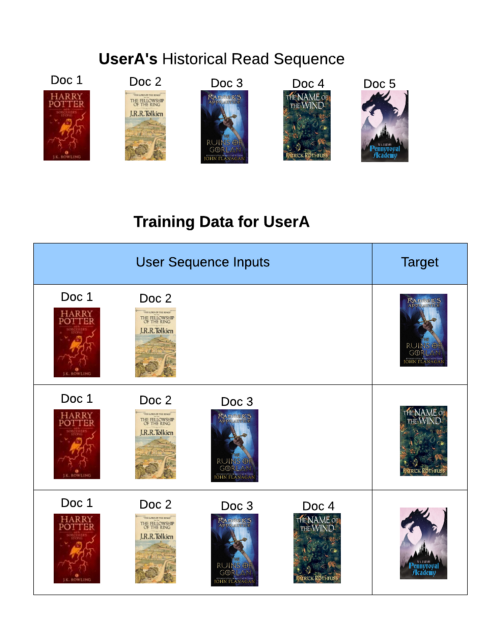 UserA's Historical Read Sequence
Doc 1
Doc 2
Doc 3
Doc 4
Doc 5
HARRY
POTTER
J.K. ROWLING
THE FELLOWSHIP
OF THE RING
J.R.R.Tolkien
RANGER'S
RUINS OF
GORLAN
JOHN FLANAGAN
THE NAME OF
THE WIND
PATRICK ROTHFUSS
Pennyroyal
Academy
Training Data for UserA
User Sequence Inputs
Target
Doc 1
Doc 2
HARRY
POTTER
J.K. ROWLING
THE FELLOWSHIP
OF THE RING
J.R.R.Tolkien
RANGER'S
RUINS OF
GORLAN
JOHN FLANAGAN
Doc 1
Doc 2
Doc 3
HARRY
POTTER
J.K. ROWLING
THE FELLOWSHIP
OF THE RING
J.R.R.Tolkien
RANGER'S
RUINS OF
GORLAN
JOHN FLANAGAN
THE NAME OF
THE WIND
PATRICK ROTHFUSS
Doc 1
Doc 2
Doc 3
Doc 4
HARRY
POTTER
J.K. ROWLING
THE FELLOWSHIP
OF THE RING
J.R.R.Tolkien
RANGER'S
RUINS OF
GORLAN
JOHN FLANAGAN
THE NAME OF
THE WIND
PATRICK ROTHFUSS
Pennyroyal
Academy